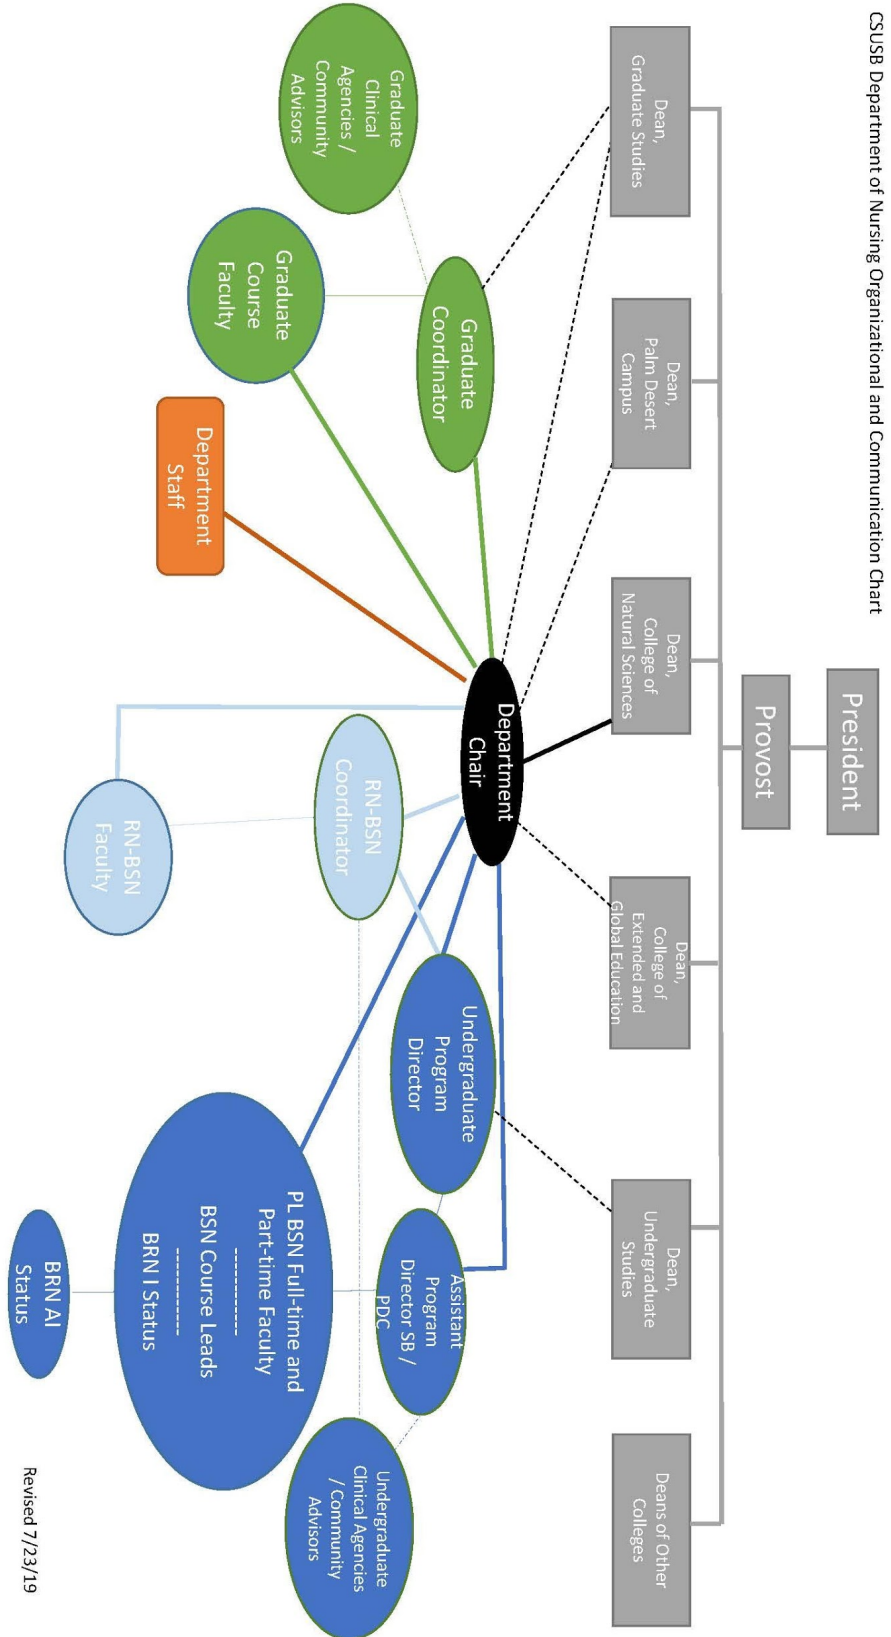 CSUSB Department of Nursing Organizational and Communication Chart
President
Provost
Dean,
Graduate Studies
Dean,
Palm Desert
Campus
Dean,
College of
Natural Sciences
Dean,
College of
Extended and
Global Education
Dean,
Undergraduate
Studies
Deans of Other
Colleges
Department
Chair
Graduate
Coordinator
Graduate
Clinical
Agencies /
Community
Advisors
Graduate
Course
Faculty
Department
Staff
RN-BSN
Coordinator
RN-BSN
Faculty
Undergraduate
Program
Director
Assistant
Program
Director SB /
PDC
PL BSN Full-time and
Part-time Faculty
------------
BSN Course Leads
------------
BRN I Status
BRN AI
Status
Undergraduate
Clinical Agencies
/ Community
Advisors
Revised 7/23/19